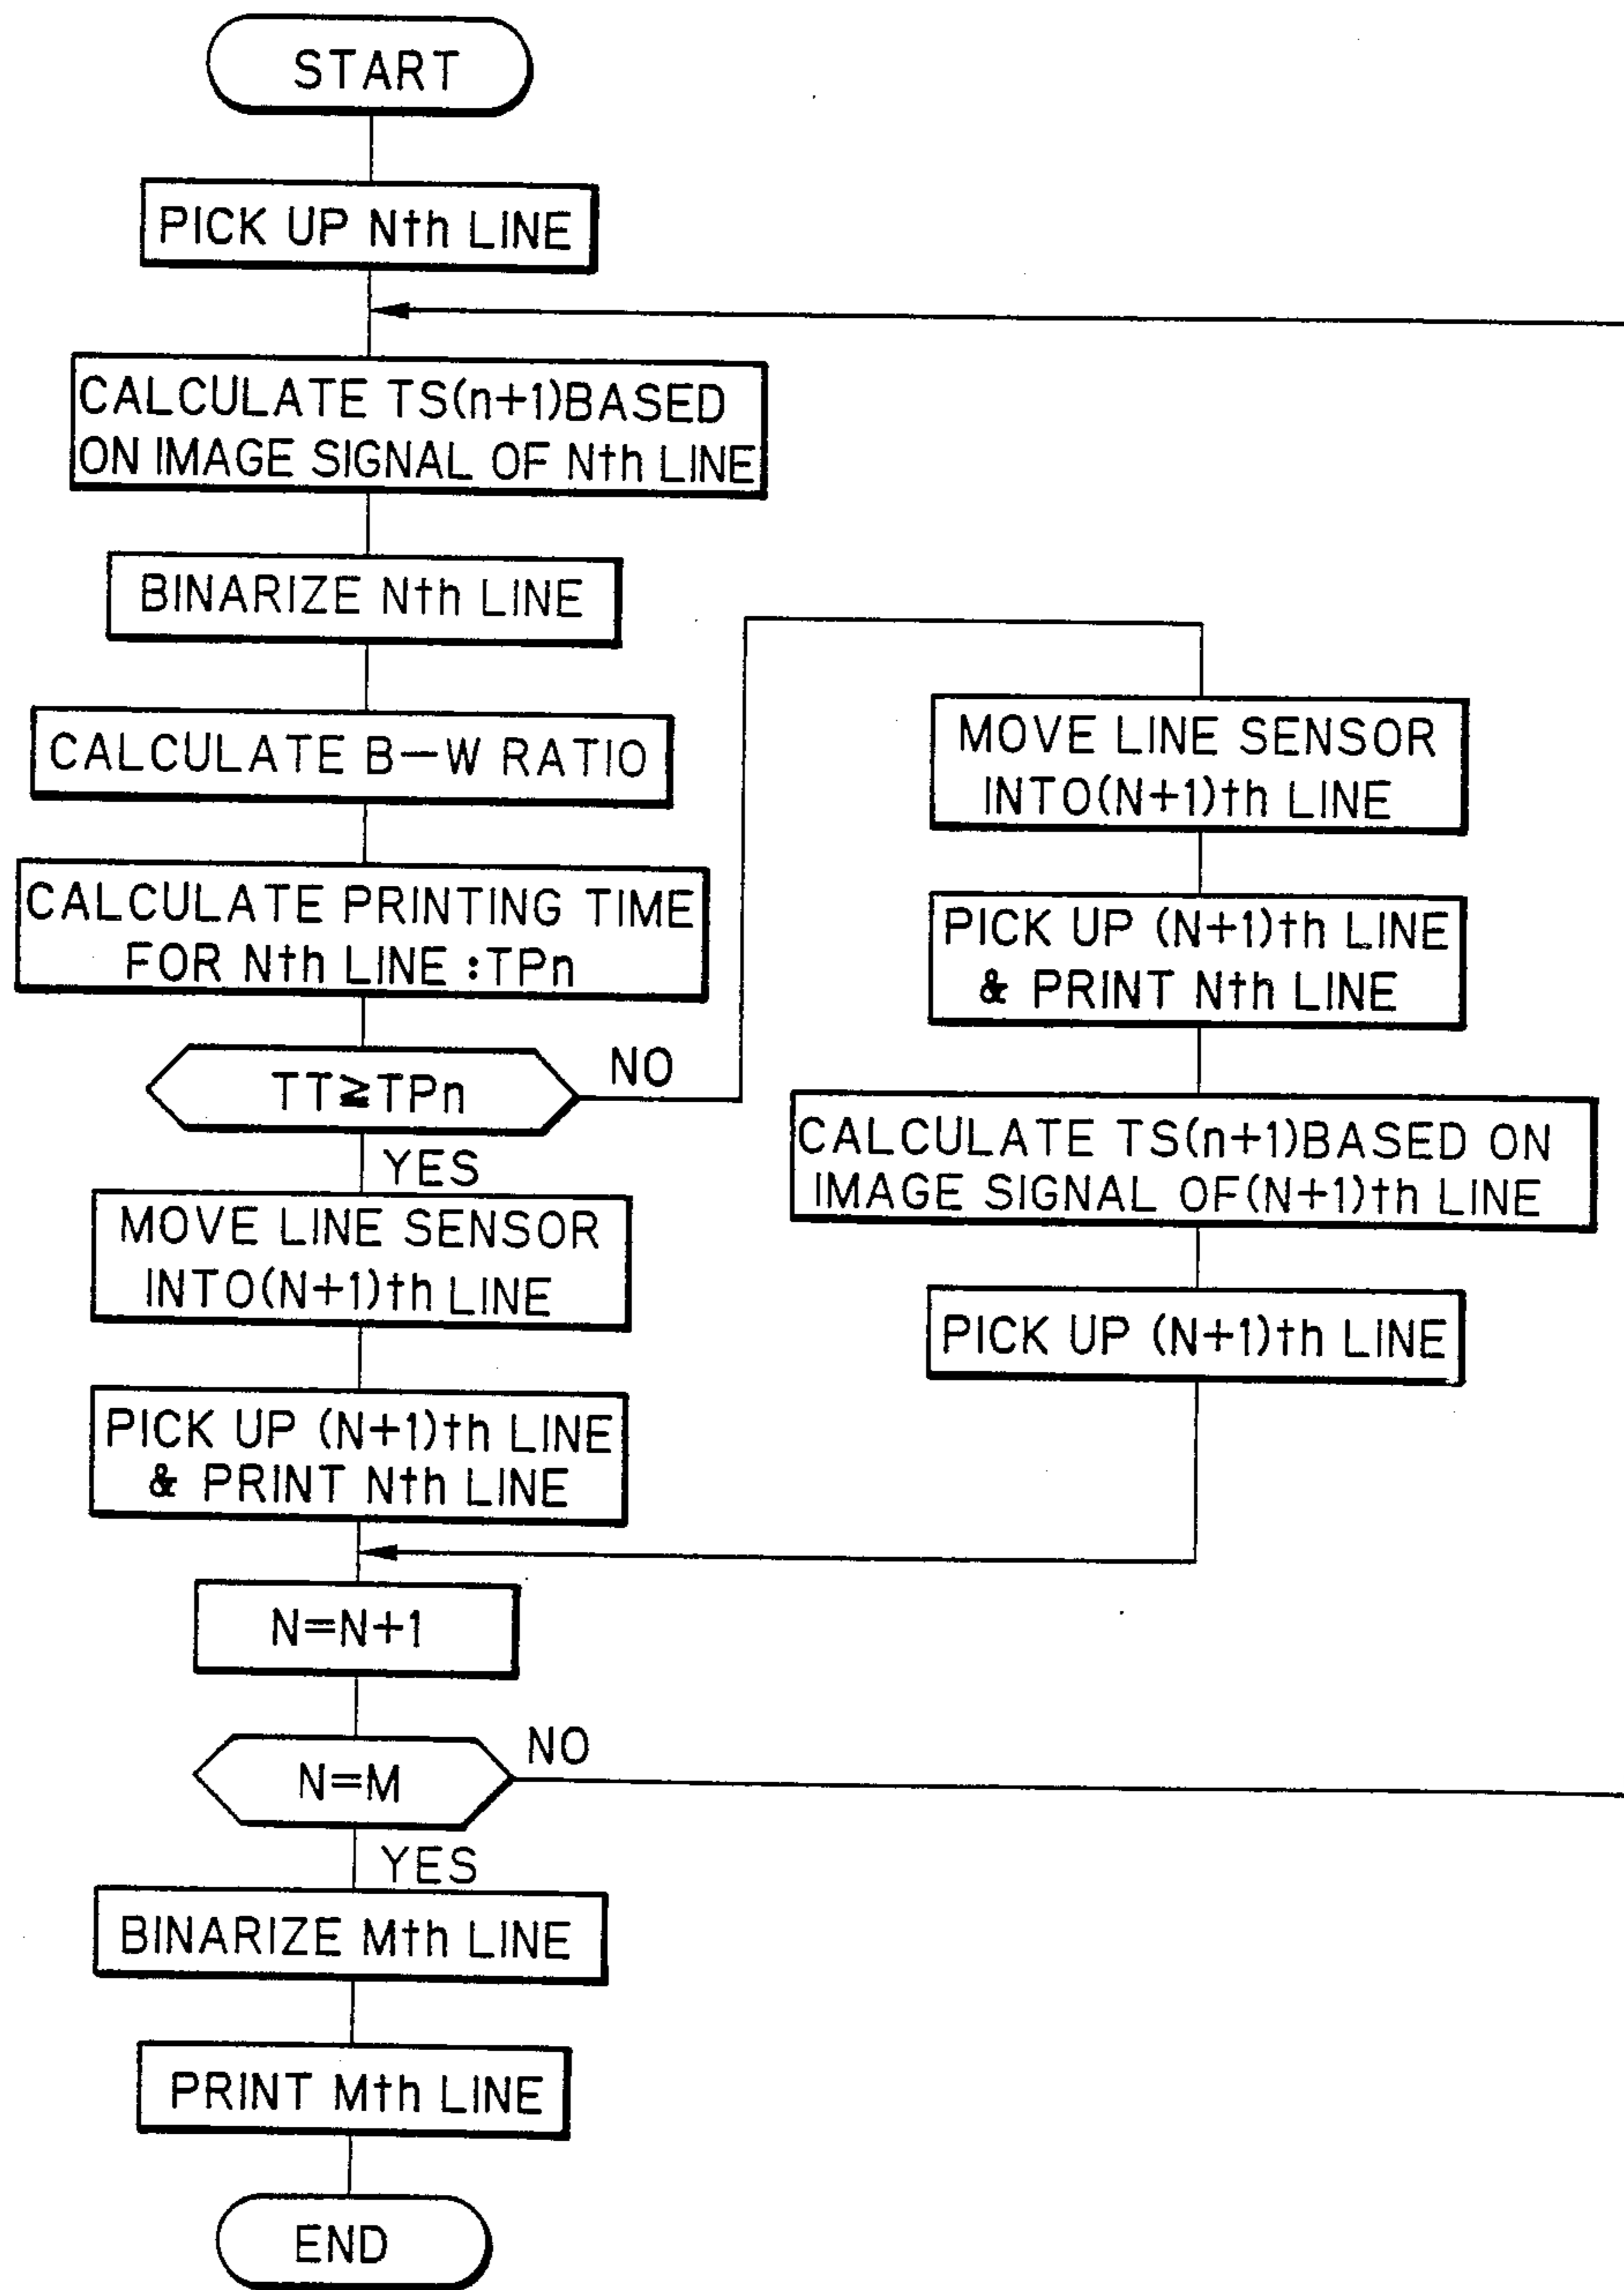 START
PICK UP Nth LINE
CALCULATE TS(n+1)BASED
ON IMAGE SIGNAL OF Nth LINE
BINARIZE Nth LINE
CALCULATE B-W RATIO
CALCULATE PRINTING TIME
FOR Nth LINE :TPn
TT≧TPn
NO
YES
MOVE LINE SENSOR
INTO(N+1)th LINE
PICK UP (N+1)th LINE
& PRINT Nth LINE
MOVE LINE SENSOR
INTO(N+1)th LINE
PICK UP (N+1)th LINE
& PRINT Nth LINE
CALCULATE TS(n+1)BASED ON
IMAGE SIGNAL OF(N+1)th LINE
PICK UP (N+1)th LINE
N=N+1
N=M
NO
YES
BINARIZE Mth LINE
PRINT Mth LINE
END